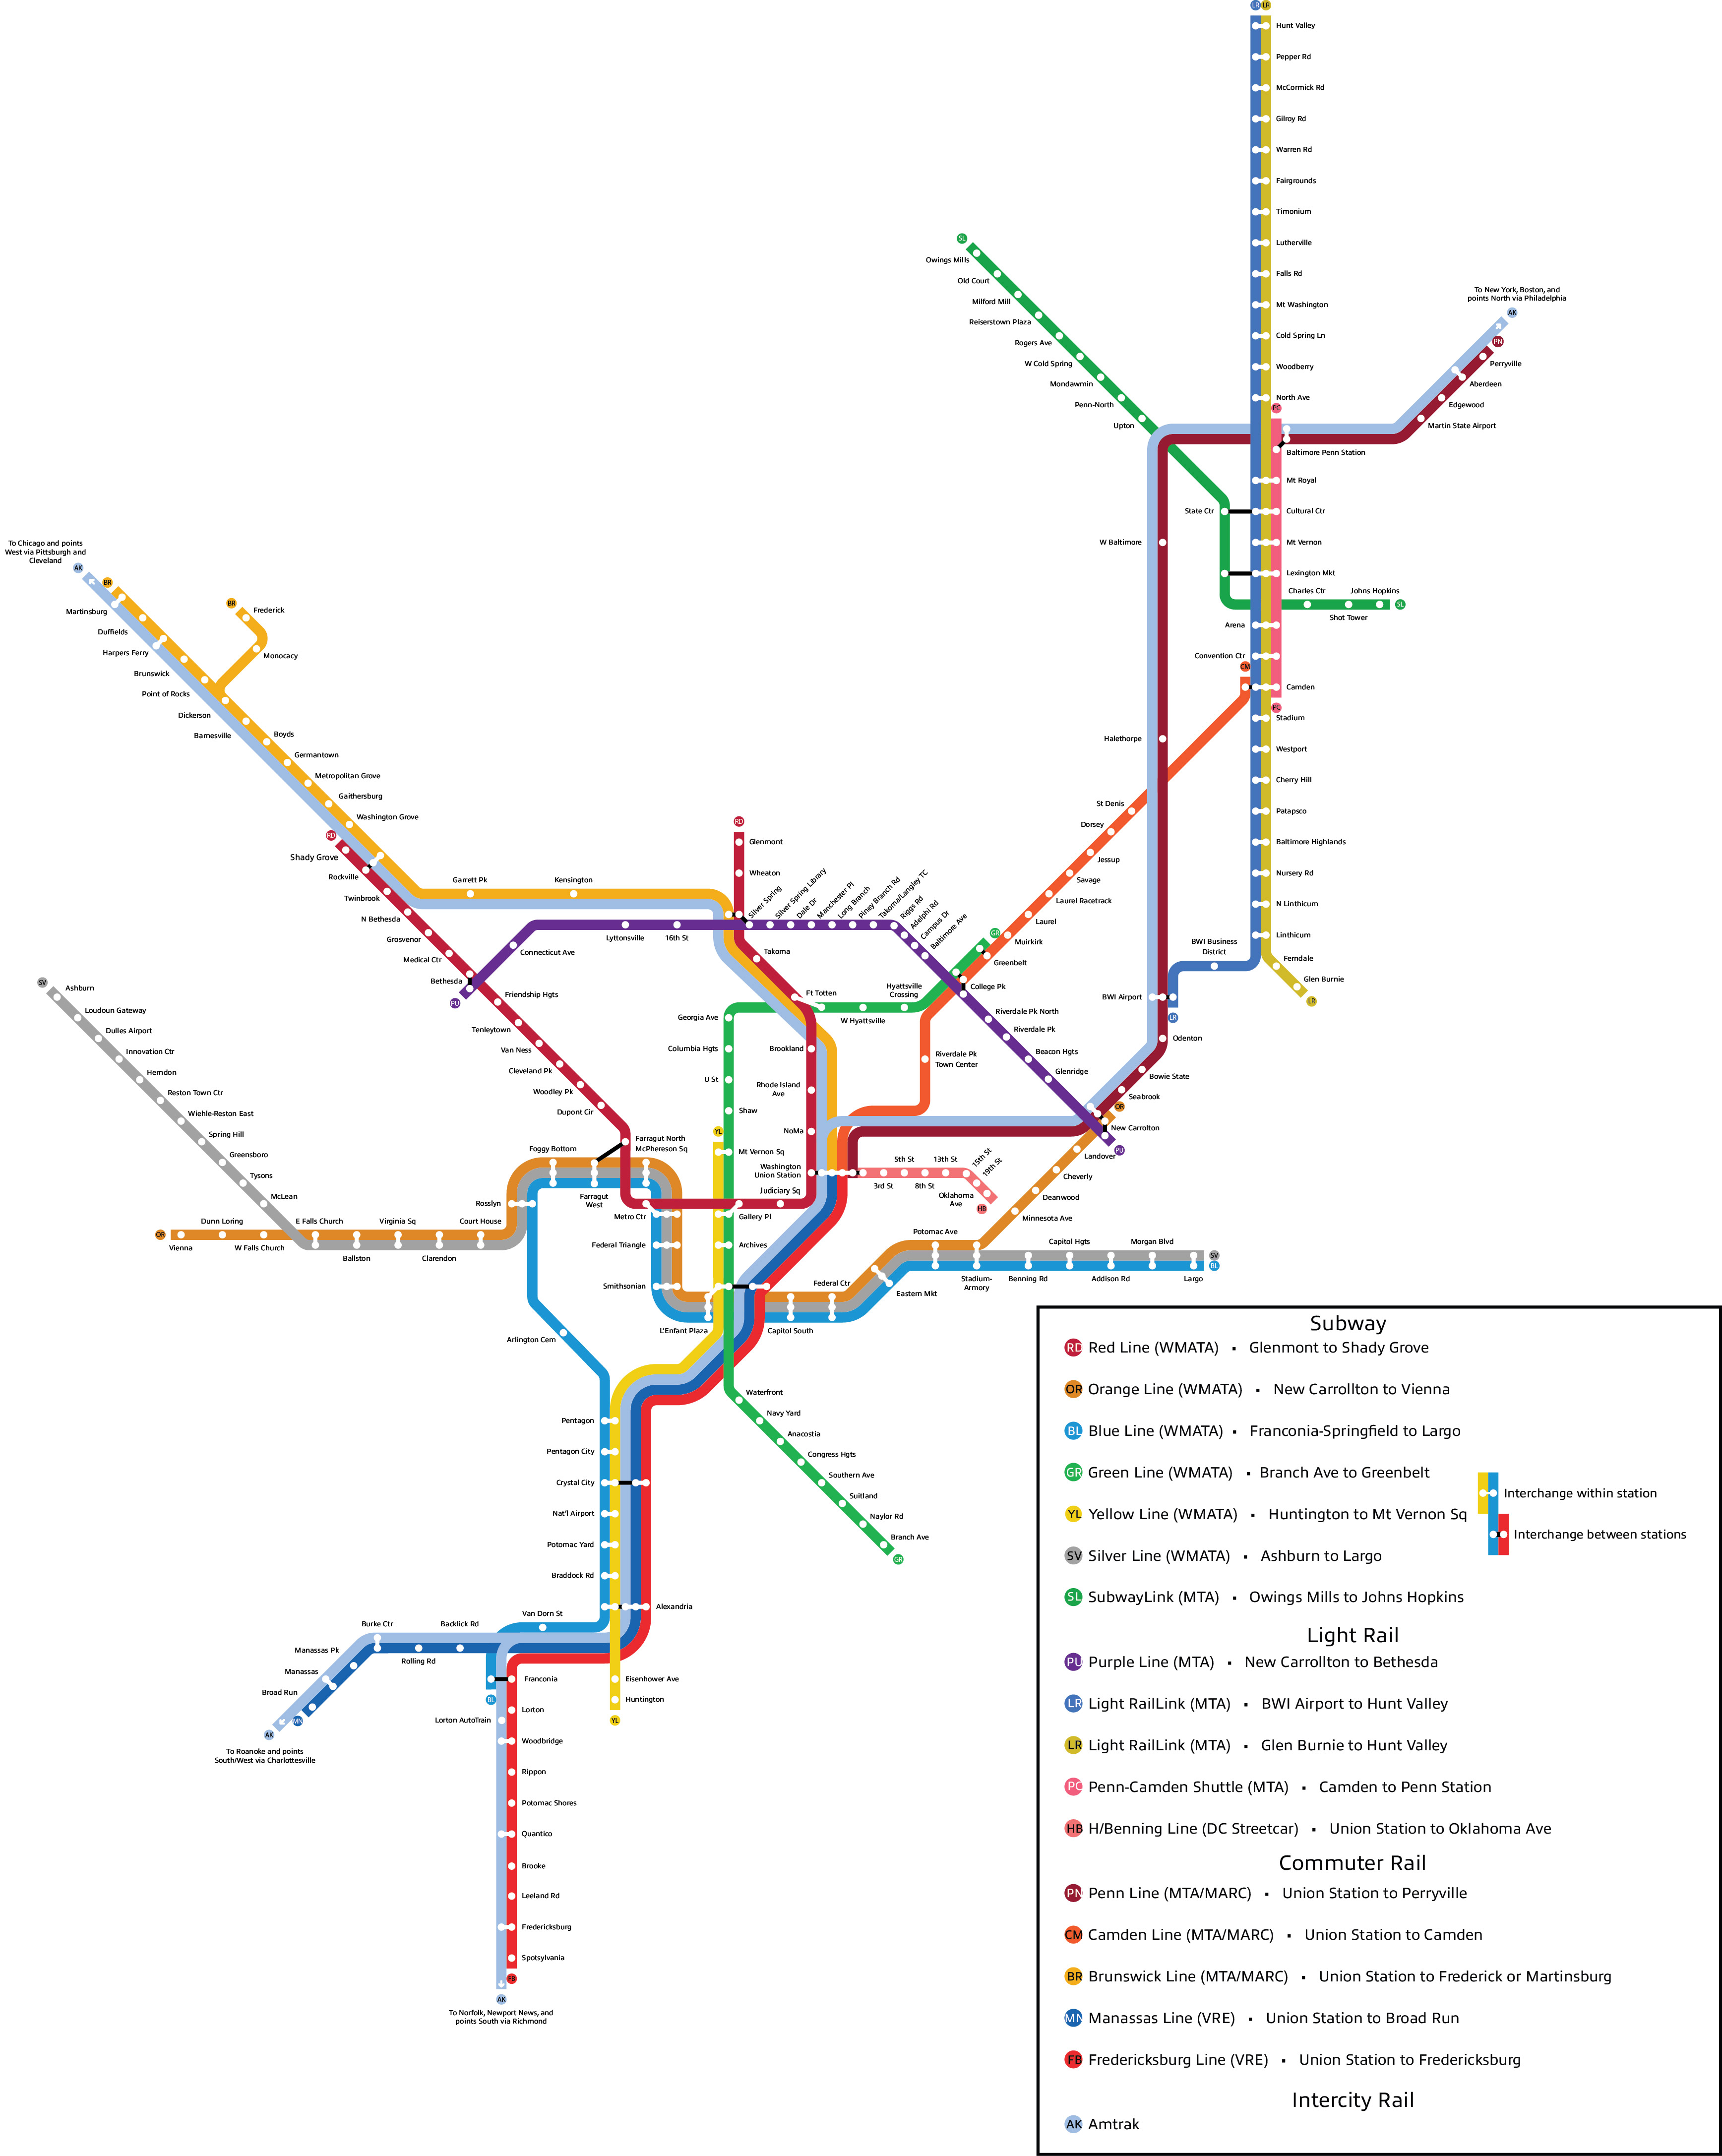 LR LR
Hunt Valley
Pepper Rd
McCormick Rd
Gilroy Rd
Warren Rd
Fairgrounds
Timonium
Lutherville
Falls Rd
Mt Washington
Cold Spring Ln
Woodberry
North Ave
PC
Baltimore Penn Station
Mt Royal
State Ctr
Cultural Ctr
Mt Vernon
Lexington Mkt
Charles Ctr
Johns Hopkins
SL
Shot Tower
Arena
Convention Ctr
CM
Camden
PC
Stadium
Westport
Cherry Hill
Patapsco
Baltimore Highlands
Nursery Rd
N Linthicum
Linthicum
BWI Business
District
Ferndale
Glen Burnie
LR
BWI Airport
LR
SL
Owings Mills
Old Court
Milford Mill
Reiserstown Plaza
Rogers Ave
W Cold Spring
Mondawmin
Penn-North
Upton
To New York, Boston, and
points North via Philadelphia
AK
PN
Perryville
Aberdeen
Edgewood
Martin State Airport
W Baltimore
Halethorpe
Odenton
Bowie State
Seabrook
OR
New Carrolton
PU
Landover
Cheverly
Deanwood
Minnesota Ave
St Denis
Dorsey
Jessup
Savage
Laurel Racetrack
Laurel
Muirkirk
GR
Greenbelt
College Pk
Riverdale Pk North
Riverdale Pk
Beacon Hgts
Glenridge
Riverdale Pk
Town Center
To Chicago and points
West via Pittsburgh and
Cleveland
AK
BR
Martinsburg
Duffields
Harpers Ferry
Brunswick
Point of Rocks
Dickerson
Barnesville
BR
Frederick
Monocacy
Boyds
Germantown
Metropolitan Grove
Gaithersburg
Washington Grove
RD
Shady Grove
Rockville
Twinbrook
N Bethesda
Grosvenor
Medical Ctr
Bethesda
PU
Garrett Pk
Kensington
Connecticut Ave
Lyttonsville
16th St
RD
Glenmont
Wheaton
Silver Spring
Silver Spring Library
Dale Dr
Manchester Pl
Long Branch
Piney Branch Rd
Takoma/Langley TC
Riggs Rd
Adelphi Rd
Campus Dr
Baltimore Ave
Takoma
Ft Totten
W Hyattsville
Hyattsville
Crossing
Georgia Ave
Columbia Hgts
U St
Shaw
YL
Mt Vernon Sq
Brookland
Rhode Island
Ave
NoMa
Washington
Union Station
Judiciary Sq
Gallery Pl
Archives
Friendship Hgts
Tenleytown
Van Ness
Cleveland Pk
Woodley Pk
Dupont Cir
Farragut North
McPhereson Sq
Foggy Bottom
Farragut
West
Rosslyn
Metro Ctr
Federal Triangle
Smithsonian
L'Enfant Plaza
Capitol South
Federal Ctr
Eastern Mkt
Potomac Ave
Stadium-
Armory
Benning Rd
Capitol Hgts
Addison Rd
Morgan Blvd
Largo
SV
BL
3rd St
5th St
8th St
13th St
15th St
19th St
Oklahoma
Ave
HB
SV
Ashburn
Loudoun Gateway
Dulles Airport
Innovation Ctr
Herndon
Reston Town Ctr
Wiehle-Reston East
Spring Hill
Greensboro
Tysons
McLean
OR
Vienna
Dunn Loring
W Falls Church
E Falls Church
Ballston
Virginia Sq
Clarendon
Court House
Arlington Cem
Pentagon
Pentagon City
Crystal City
Nat'l Airport
Potomac Yard
Braddock Rd
Alexandria
Van Dorn St
Waterfront
Navy Yard
Anacostia
Congress Hgts
Southern Ave
Suitland
Naylor Rd
Branch Ave
GR
Burke Ctr
Backlick Rd
Rolling Rd
Manassas Pk
Manassas
Broad Run
AK
MN
To Roanoke and points
South/West via Charlottesville
Eisenhower Ave
Huntington
YL
Franconia
BL
Lorton
Lorton AutoTrain
Woodbridge
Rippon
Potomac Shores
Quantico
Brooke
Leeland Rd
Fredericksburg
Spotsylvania
FB
AK
To Norfolk, Newport News, and
points South via Richmond
Subway
RD Red Line (WMATA) ▪ Glenmont to Shady Grove
OR Orange Line (WMATA) ▪ New Carrollton to Vienna
BL Blue Line (WMATA) ▪ Franconia-Springfield to Largo
GR Green Line (WMATA) ▪ Branch Ave to Greenbelt
YL Yellow Line (WMATA) ▪ Huntington to Mt Vernon Sq
SV Silver Line (WMATA) ▪ Ashburn to Largo
SL SubwayLink (MTA) ▪ Owings Mills to Johns Hopkins
Interchange within station
Interchange between stations
Light Rail
PU Purple Line (MTA) ▪ New Carrollton to Bethesda
LR Light RailLink (MTA) ▪ BWI Airport to Hunt Valley
LR Light RailLink (MTA) ▪ Glen Burnie to Hunt Valley
PC Penn-Camden Shuttle (MTA) ▪ Camden to Penn Station
HB H/Benning Line (DC Streetcar) ▪ Union Station to Oklahoma Ave
Commuter Rail
PN Penn Line (MTA/MARC) ▪ Union Station to Perryville
CM Camden Line (MTA/MARC) ▪ Union Station to Camden
BR Brunswick Line (MTA/MARC) ▪ Union Station to Frederick or Martinsburg
MN Manassas Line (VRE) ▪ Union Station to Broad Run
FB Fredericksburg Line (VRE) ▪ Union Station to Fredericksburg
Intercity Rail
AK Amtrak